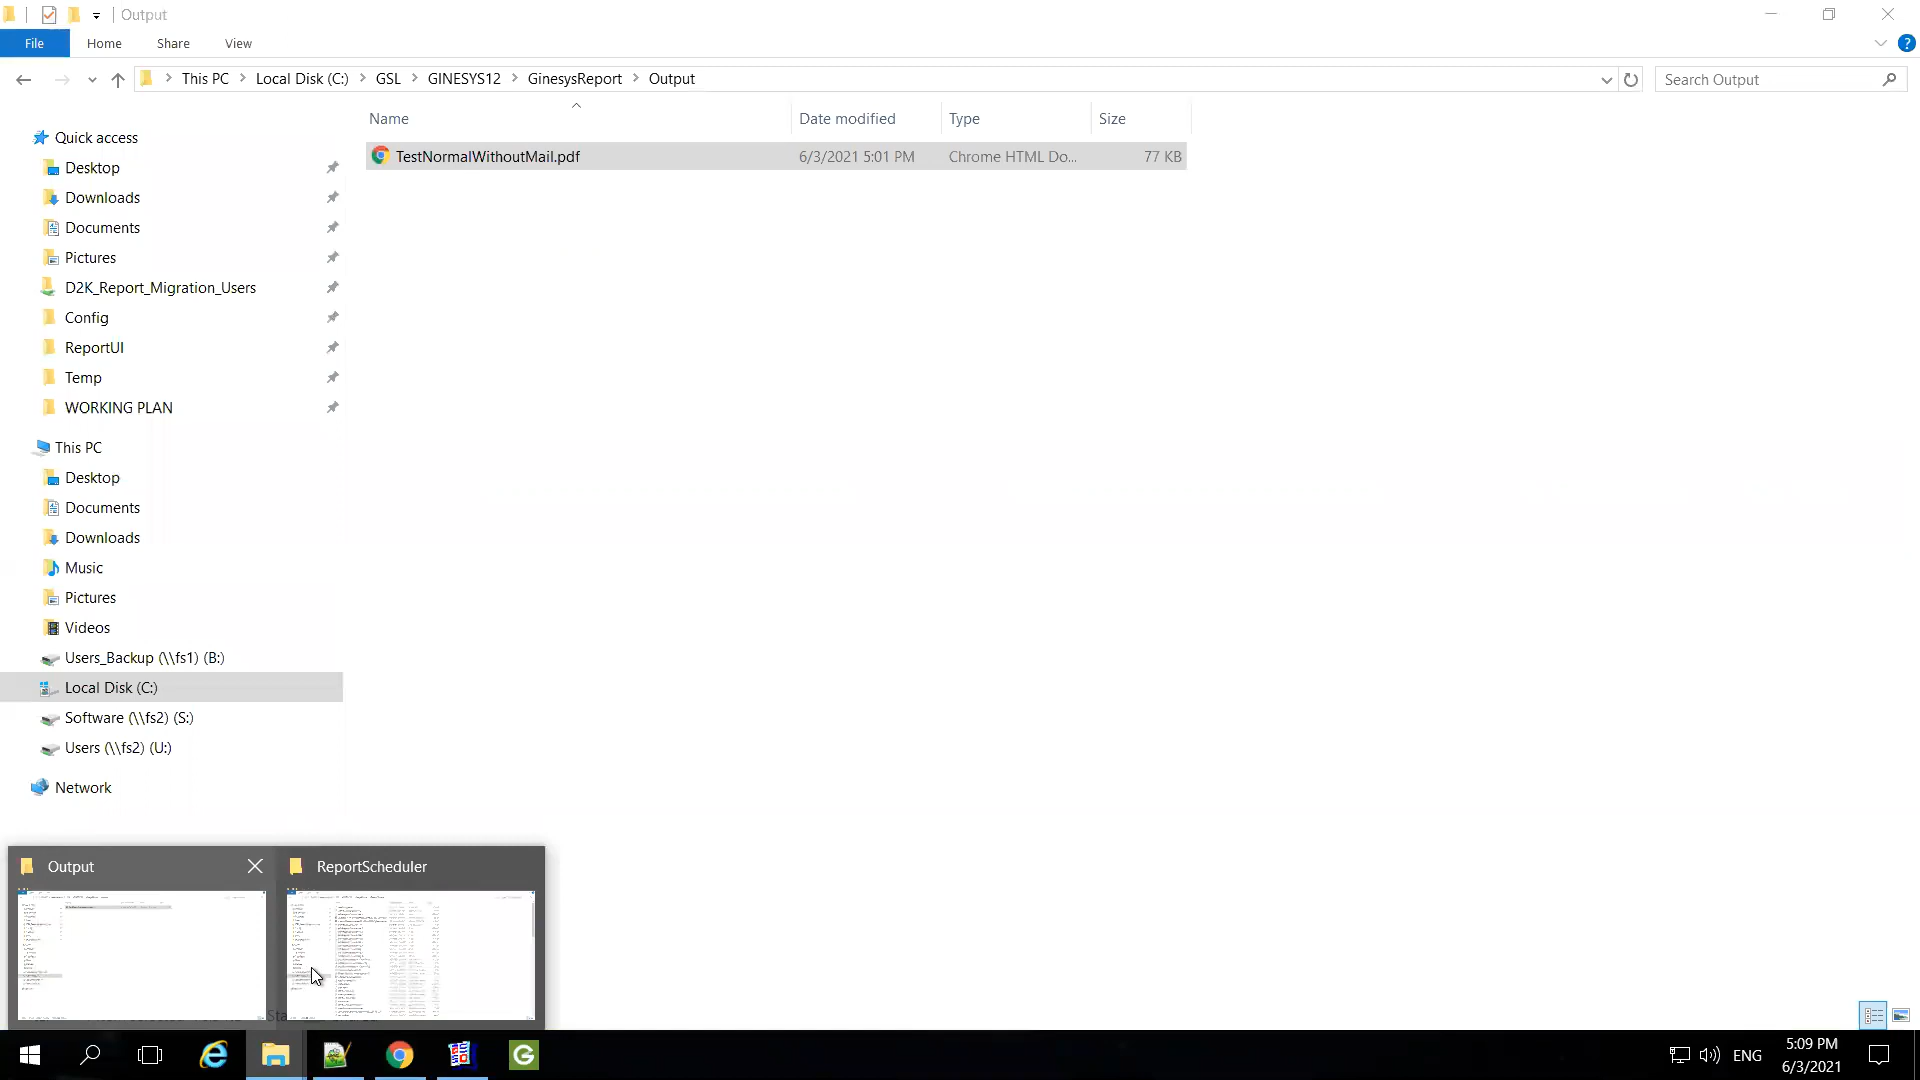 Output
File Home Share View
This PC Local Disk (C:) GSL GINESYS12 GinesysReport Output
Search Output
Name Date modified Type Size
TestNormalWithoutMail.pdf 6/3/2021 5:01 PM Chrome HTML Do... 77 KB
Quick access
Desktop
Downloads
Documents
Pictures
D2K_Report_Migration_Users
Config
ReportUI
Temp
WORKING PLAN
This PC
Desktop
Documents
Downloads
Music
Pictures
Videos
Users_Backup (\\fs1) (B:)
Local Disk (C:)
Software (\\fs2) (S:)
Users (\\fs2) (U:)
Network
Output ReportScheduler
ENG
5:09 PM
6/3/2021